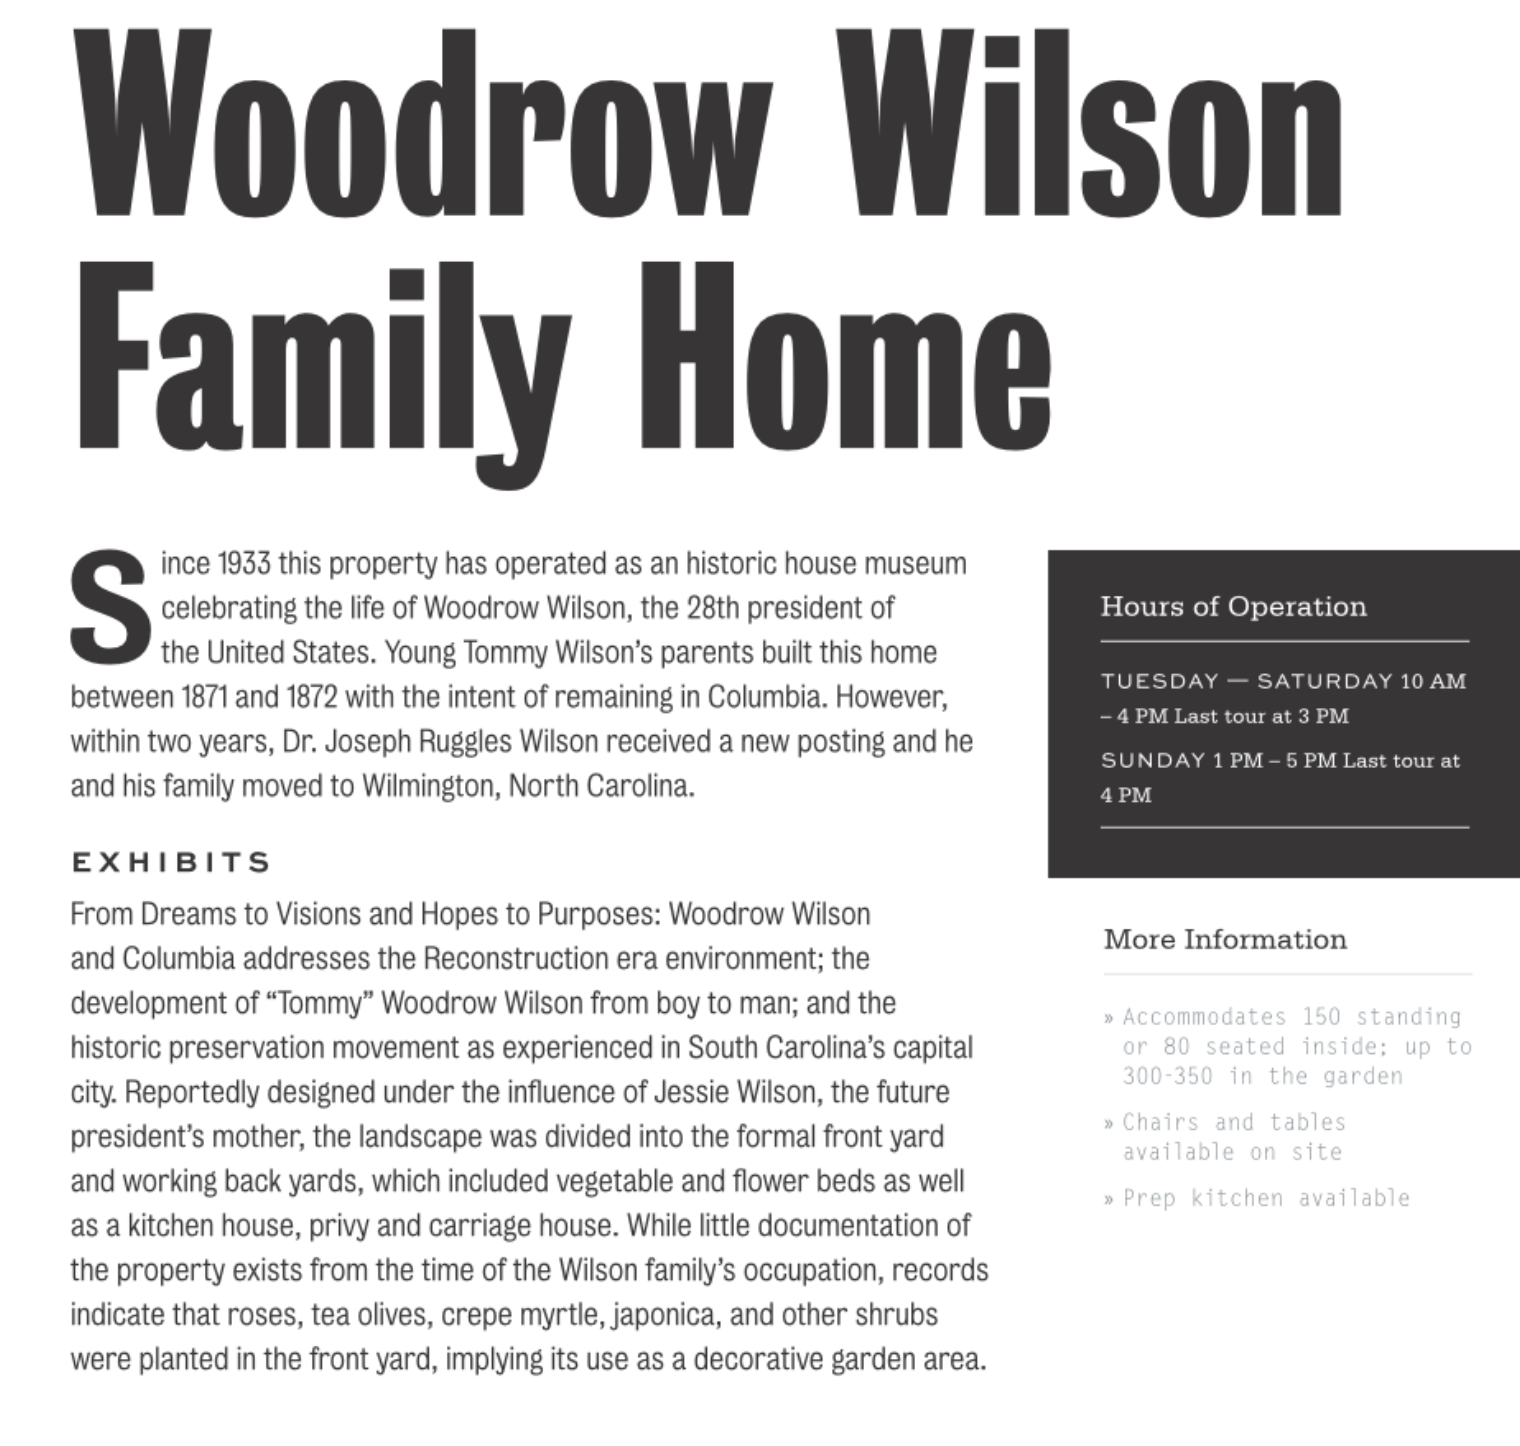 Woodrow Wilson
Family Home
Since 1933 this property has operated as an historic house museum
celebrating the life of Woodrow Wilson, the 28th president of
the United States. Young Tommy Wilson’s parents built this home
between 1871 and 1872 with the intent of remaining in Columbia. However,
within two years, Dr. Joseph Ruggles Wilson received a new posting and he
and his family moved to Wilmington, North Carolina.
EXHIBITS
From Dreams to Visions and Hopes to Purposes: Woodrow Wilson
and Columbia addresses the Reconstruction era environment; the
development of “Tommy” Woodrow Wilson from boy to man; and the
historic preservation movement as experienced in South Carolina’s capital
city. Reportedly designed under the influence of Jessie Wilson, the future
president’s mother, the landscape was divided into the formal front yard
and working back yards, which included vegetable and flower beds as well
as a kitchen house, privy and carriage house. While little documentation of
the property exists from the time of the Wilson family’s occupation, records
indicate that roses, tea olives, crepe myrtle, japonica, and other shrubs
were planted in the front yard, implying its use as a decorative garden area.
Hours of Operation
TUESDAY — SATURDAY 10 AM
– 4 PM Last tour at 3 PM
SUNDAY 1 PM – 5 PM Last tour at
4 PM
More Information
» Accommodates 150 standing
or 80 seated inside; up to
300-350 in the garden
» Chairs and tables
available on site
» Prep kitchen available